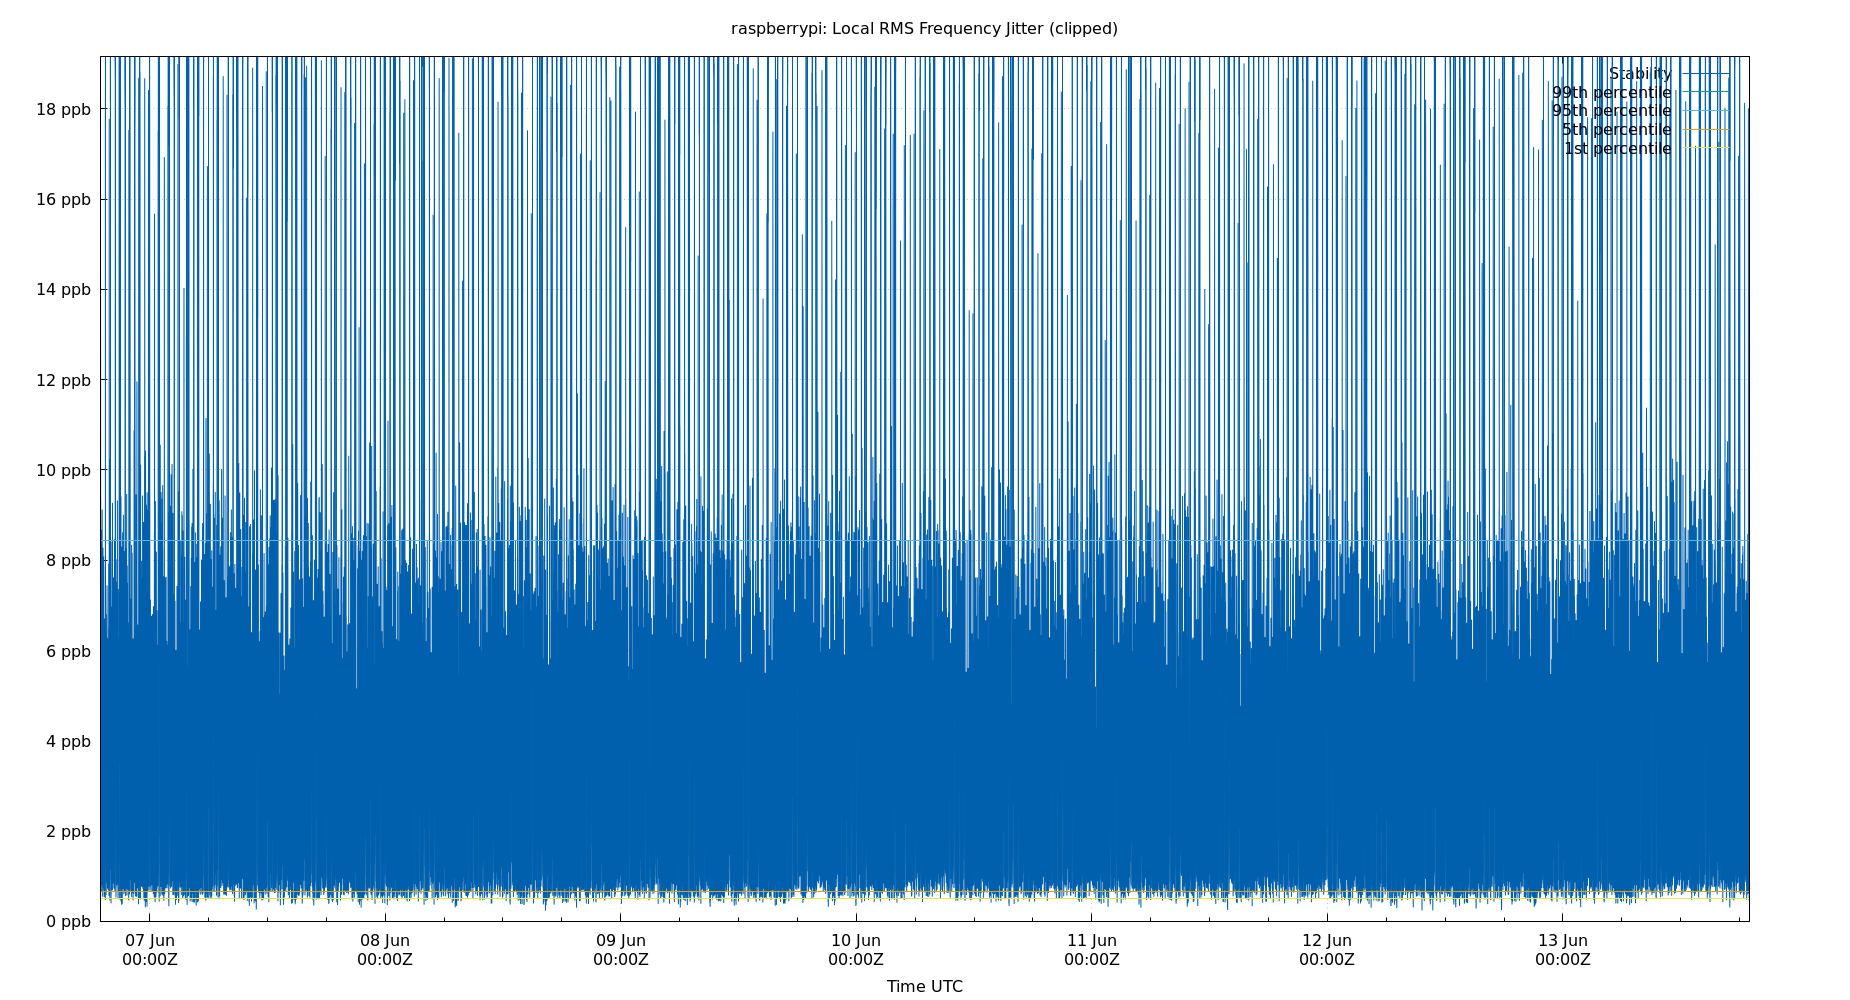 raspberrypi: Local RMS Frequency Jitter (clipped)
Stability
99th percentile
95th percentile
5th percentile
1st percentile
18 ppb
16 ppb
14 ppb
12 ppb
10 ppb
8 ppb
6 ppb
4 ppb
2 ppb
0 ppb
07 Jun 08 Jun 09 Jun 10 Jun 11 Jun 12 Jun 13 Jun
00:00Z 00:00Z 00:00Z 00:00Z 00:00Z 00:00Z 00:00Z
Time UTC